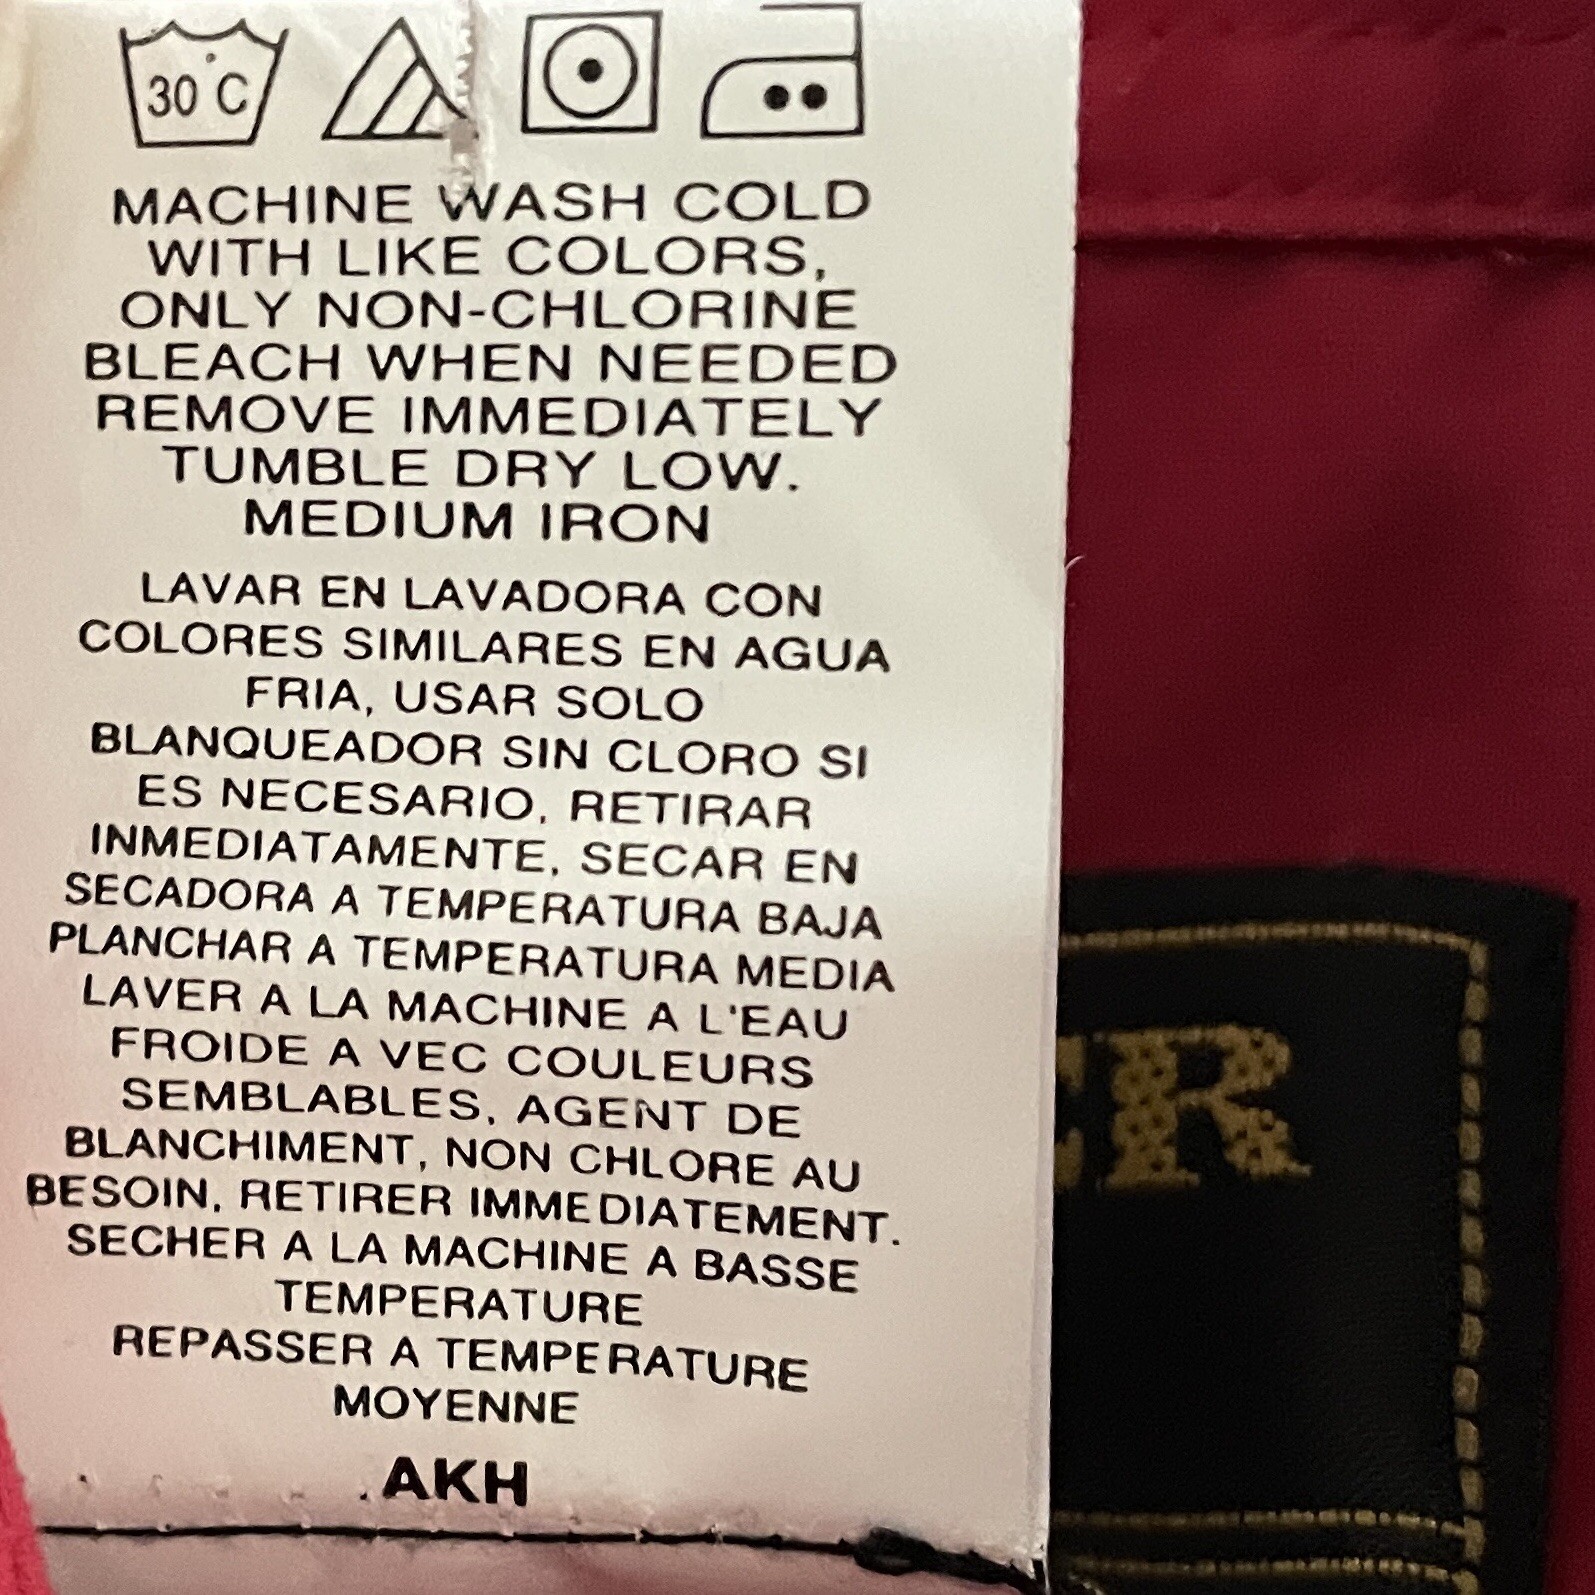 30°C
MACHINE WASH COLD
WITH LIKE COLORS,
ONLY NON-CHLORINE
BLEACH WHEN NEEDED
REMOVE IMMEDIATELY
TUMBLE DRY LOW.
MEDIUM IRON
LAVAR EN LAVADORA CON
COLORES SIMILARES EN AGUA
FRIA, USAR SOLO
BLANQUEADOR SIN CLORO SI
ES NECESARIO, RETIRAR
INMEDIATAMENTE, SECAR EN
SECADORA A TEMPERATURA BAJA
PLANCHAR A TEMPERATURA MEDIA
LAVER A LA MACHINE A L'EAU
FROIDE A VEC COULEURS
SEMBLABLES, AGENT DE
BLANCHIMENT, NON CHLORE AU
BESOIN, RETIRER IMMEDIATEMENT.
SECHER A LA MACHINE A BASSE
TEMPERATURE
REPASSER A TEMPERATURE
MOYENNE
AKH
ER